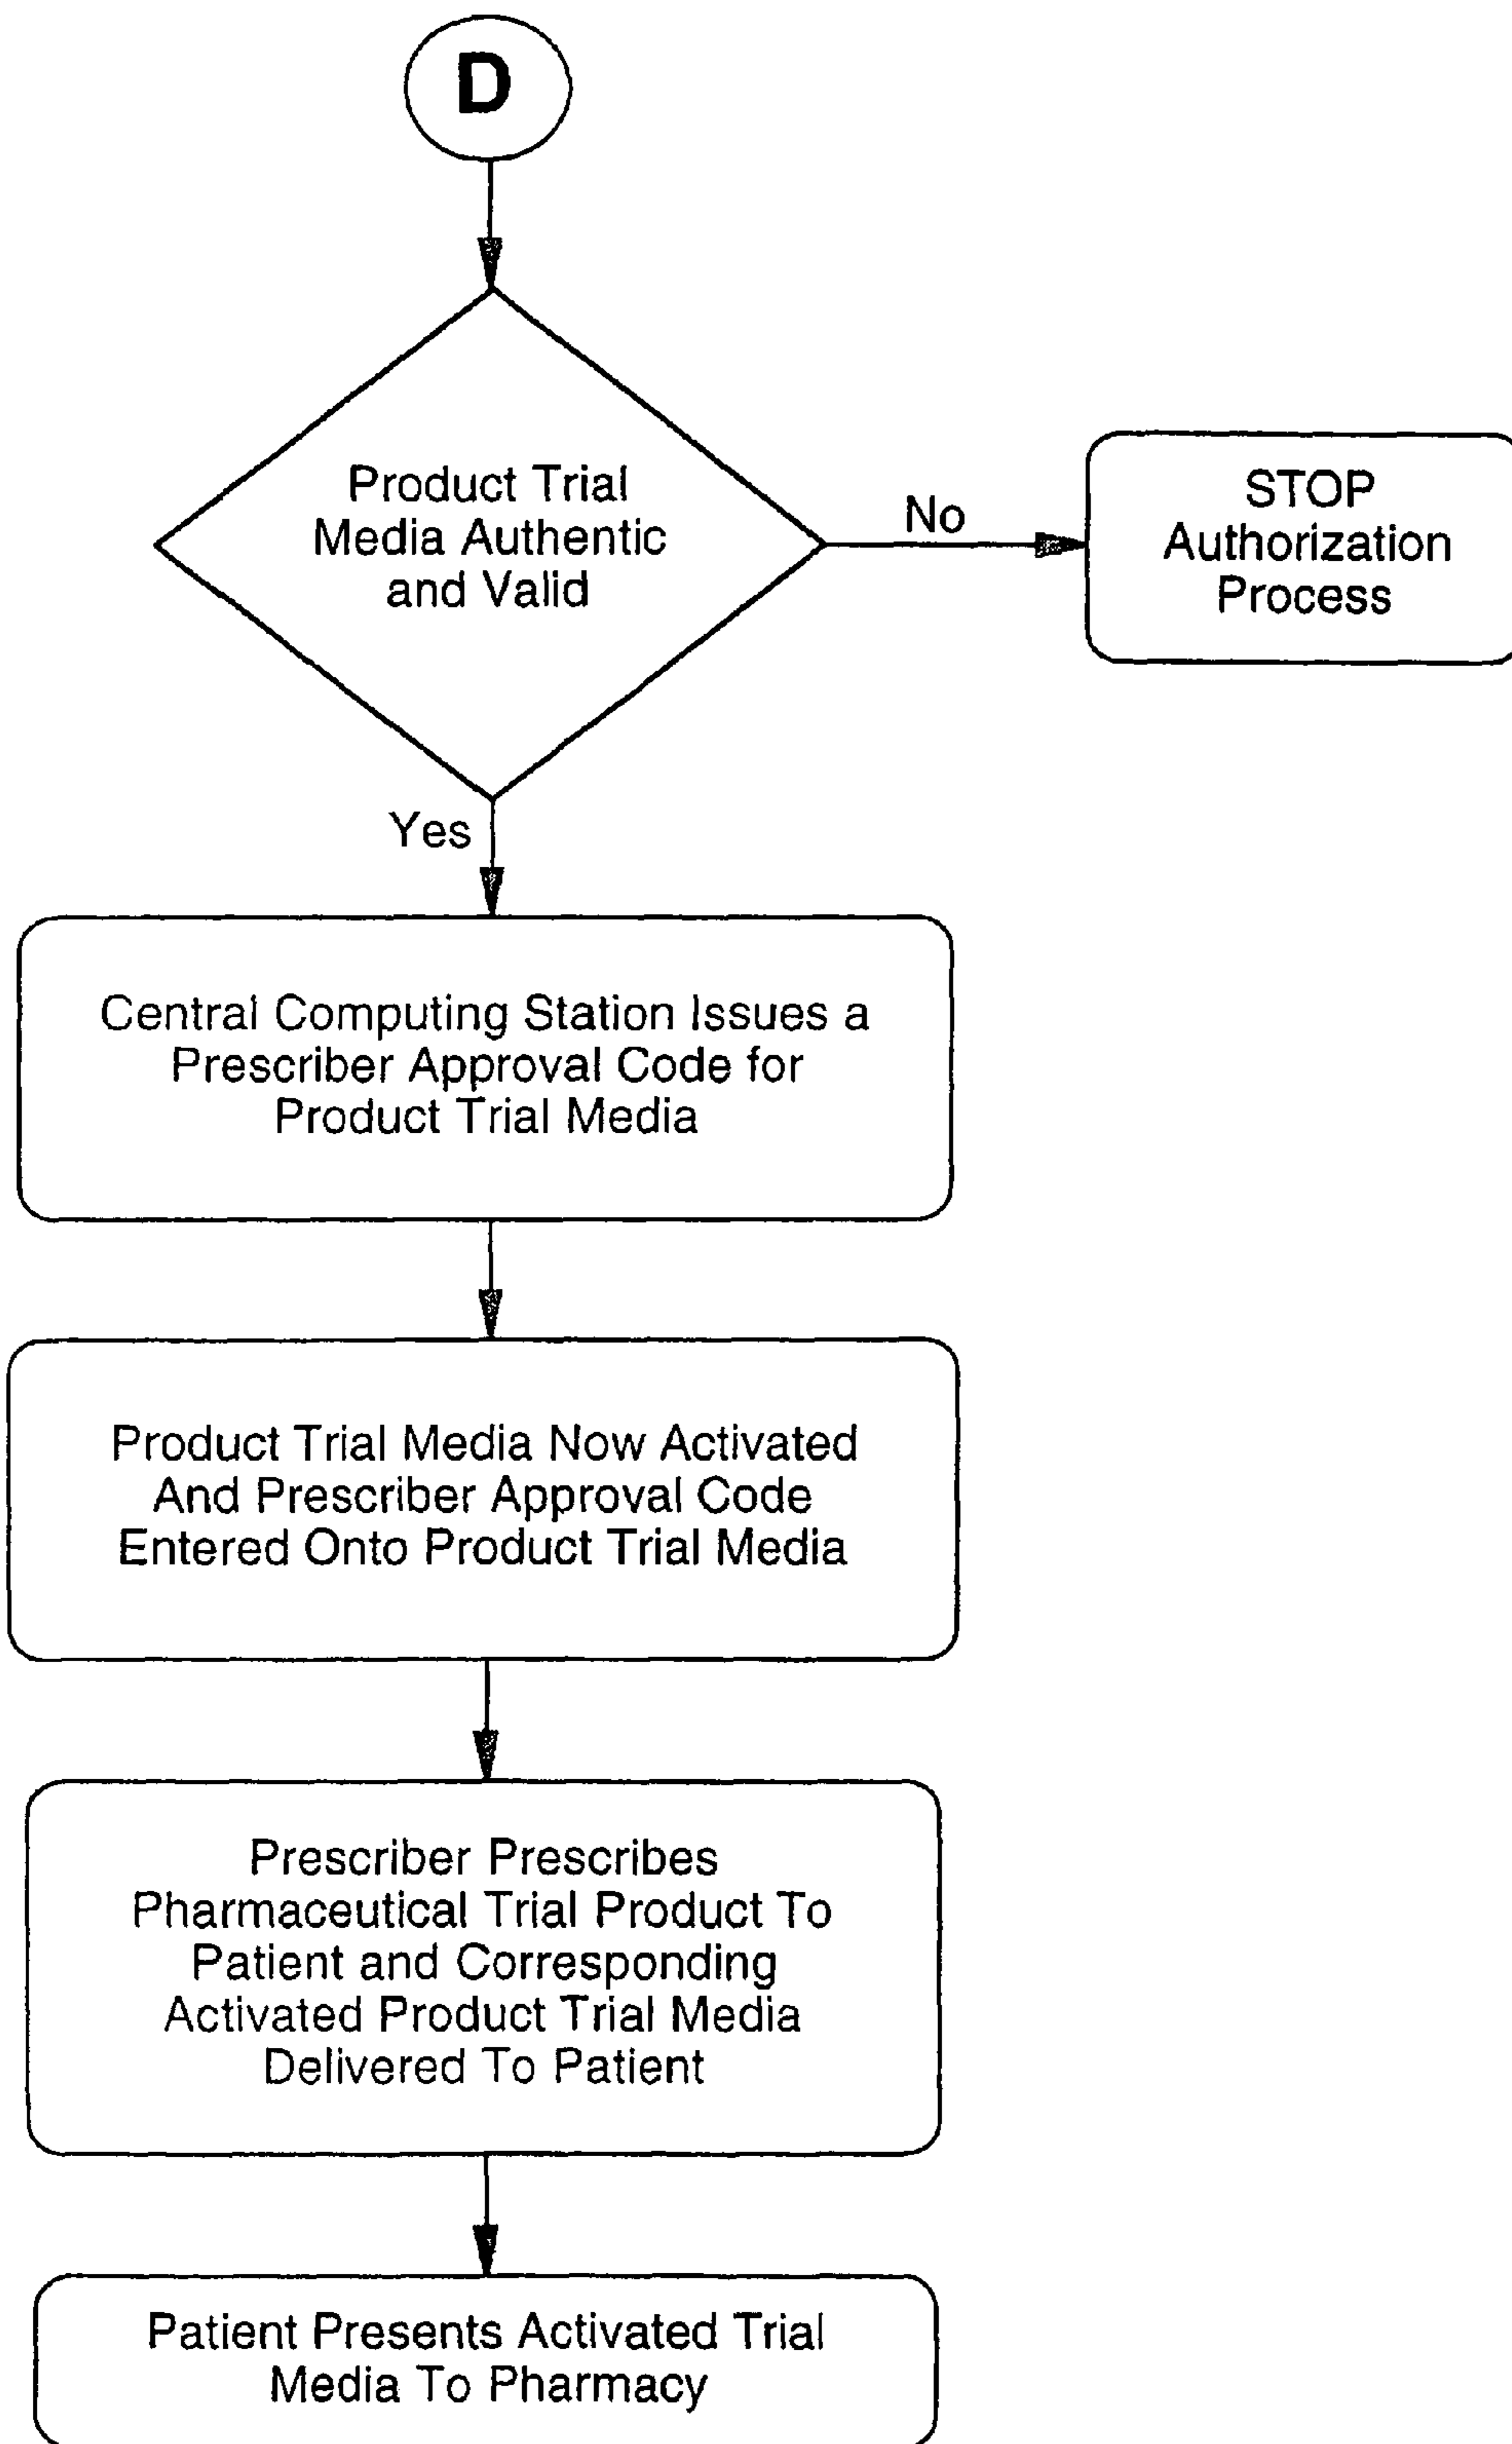 D
Product Trial
Media Authentic
and Valid
No
STOP
Authorization
Process
Yes
Central Computing Station Issues a
Prescriber Approval Code for
Product Trial Media
Product Trial Media Now Activated
And Prescriber Approval Code
Entered Onto Product Trial Media
Prescriber Prescribes
Pharmaceutical Trial Product To
Patient and Corresponding
Activated Product Trial Media
Delivered To Patient
Patient Presents Activated Trial
Media To Pharmacy